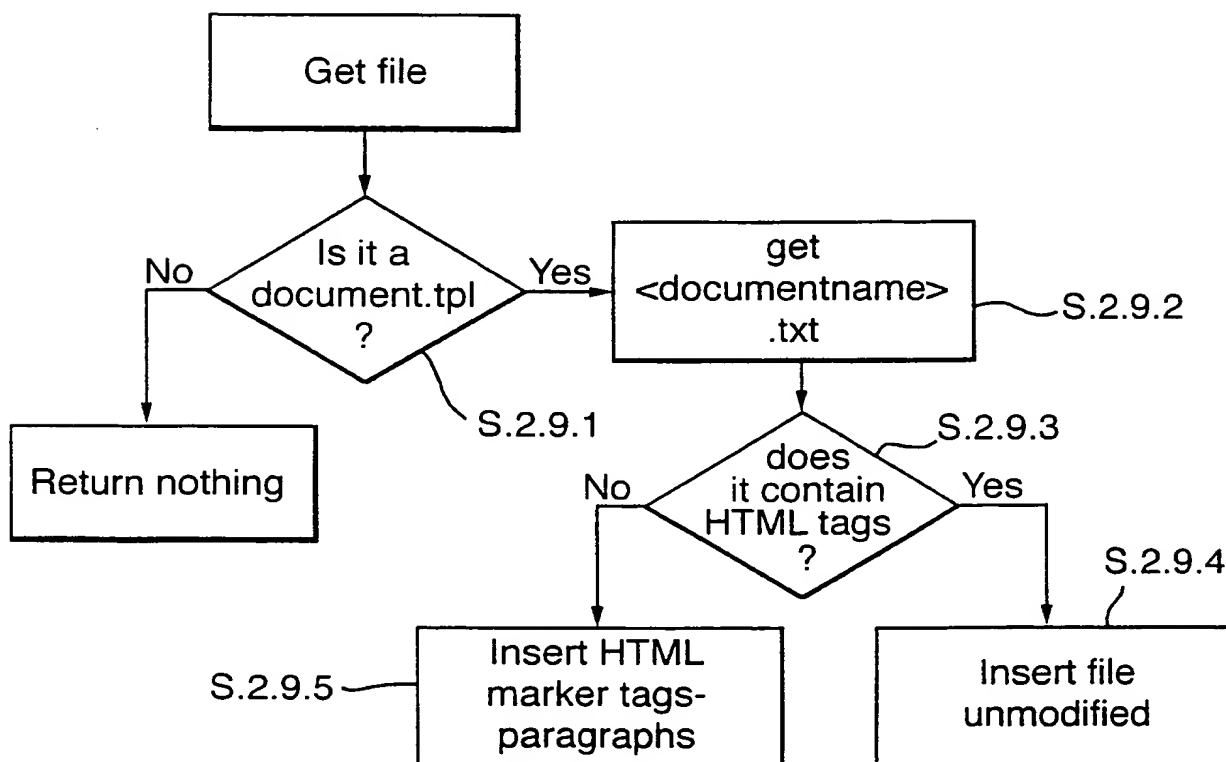 Get file
Is it a
document.tpl
?
No
Yes
get
<documentname>
.txt
S.2.9.2
S.2.9.1
Return nothing
S.2.9.3
does
it contain
HTML tags
?
No
Yes
S.2.9.4
Insert HTML
marker tags-
paragraphs
S.2.9.5
Insert file
unmodified